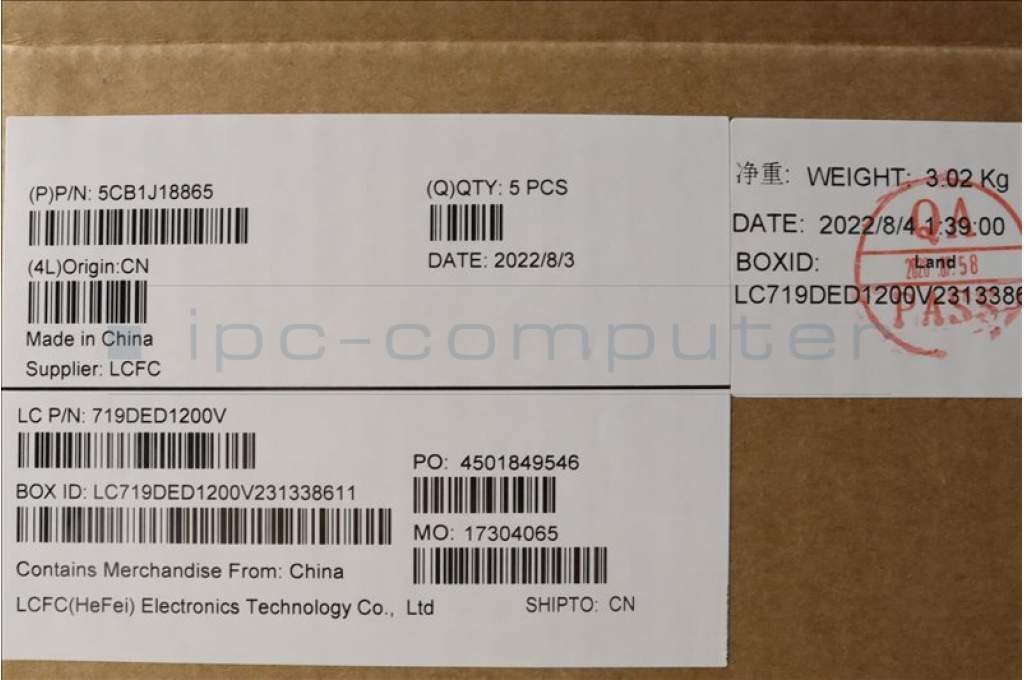 (P)P/N: 5CB1J18865
(Q)QTY: 5 PCS
(4L)Origin:CN
DATE: 2022/8/3
Made in China
Supplier: LCFC
净重: WEIGHT: 3.02 Kg
DATE: 2022/8/4 1:39:00
BOXID: Land
LC719DED1200V2313386
QA
PASS
ipc-computer
LC P/N: 719DED1200V
PO: 4501849546
BOX ID: LC719DED1200V231338611
MO: 17304065
Contains Merchandise From: China
LCFC(HeFei) Electronics Technology Co., Ltd
SHIPTO: CN